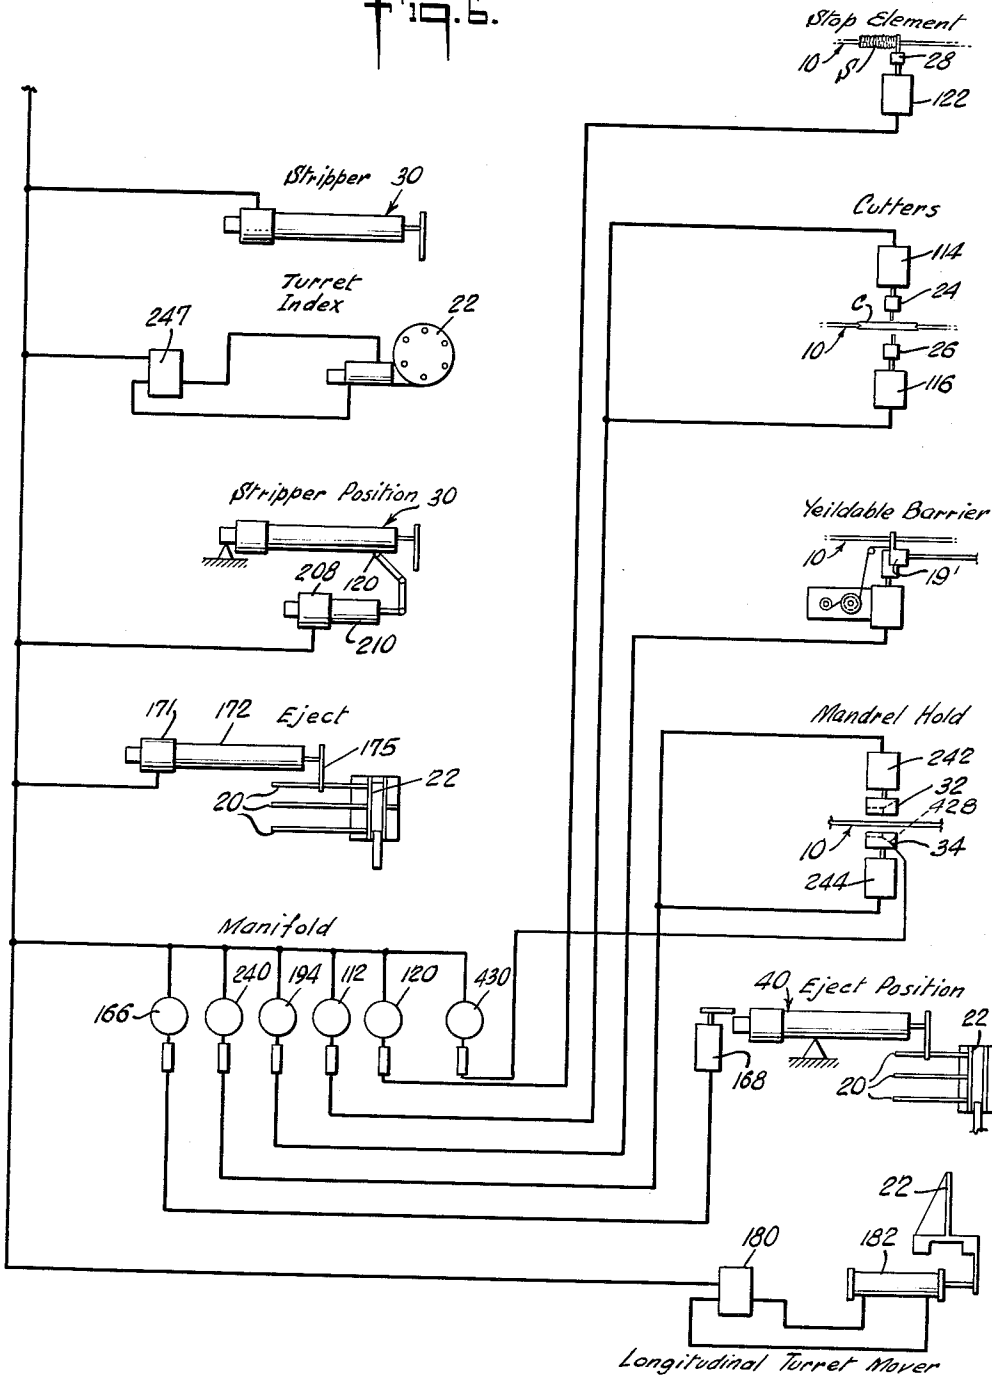 Fig. 6.
Stop Element
10
S
28
122
Stripper 30
Cutters
114
24
C
10
26
116
Turret
Index
22
247
Stripper Position 30
120
208
210
Yeildable Barrier
10
19'
171
172
Eject
175
22
20
Mandrel Hold
242
32
428
10
34
244
Manifold
166
240
194
112
120
430
40 Eject Position
22
168
20
22
180
182
Longitudinal Turret Mover